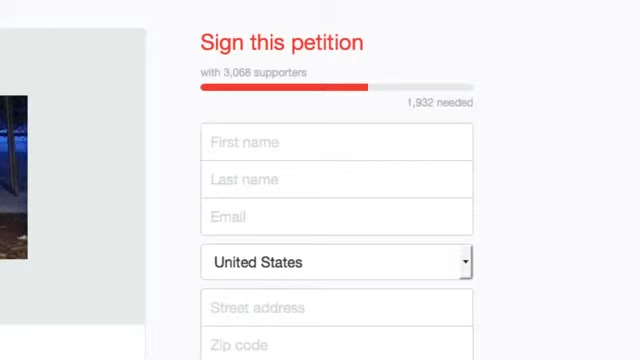 Sign this petition
with 3,068 supporters
1,932 needed
First name
Last name
Email
United States
Street address
Zip code